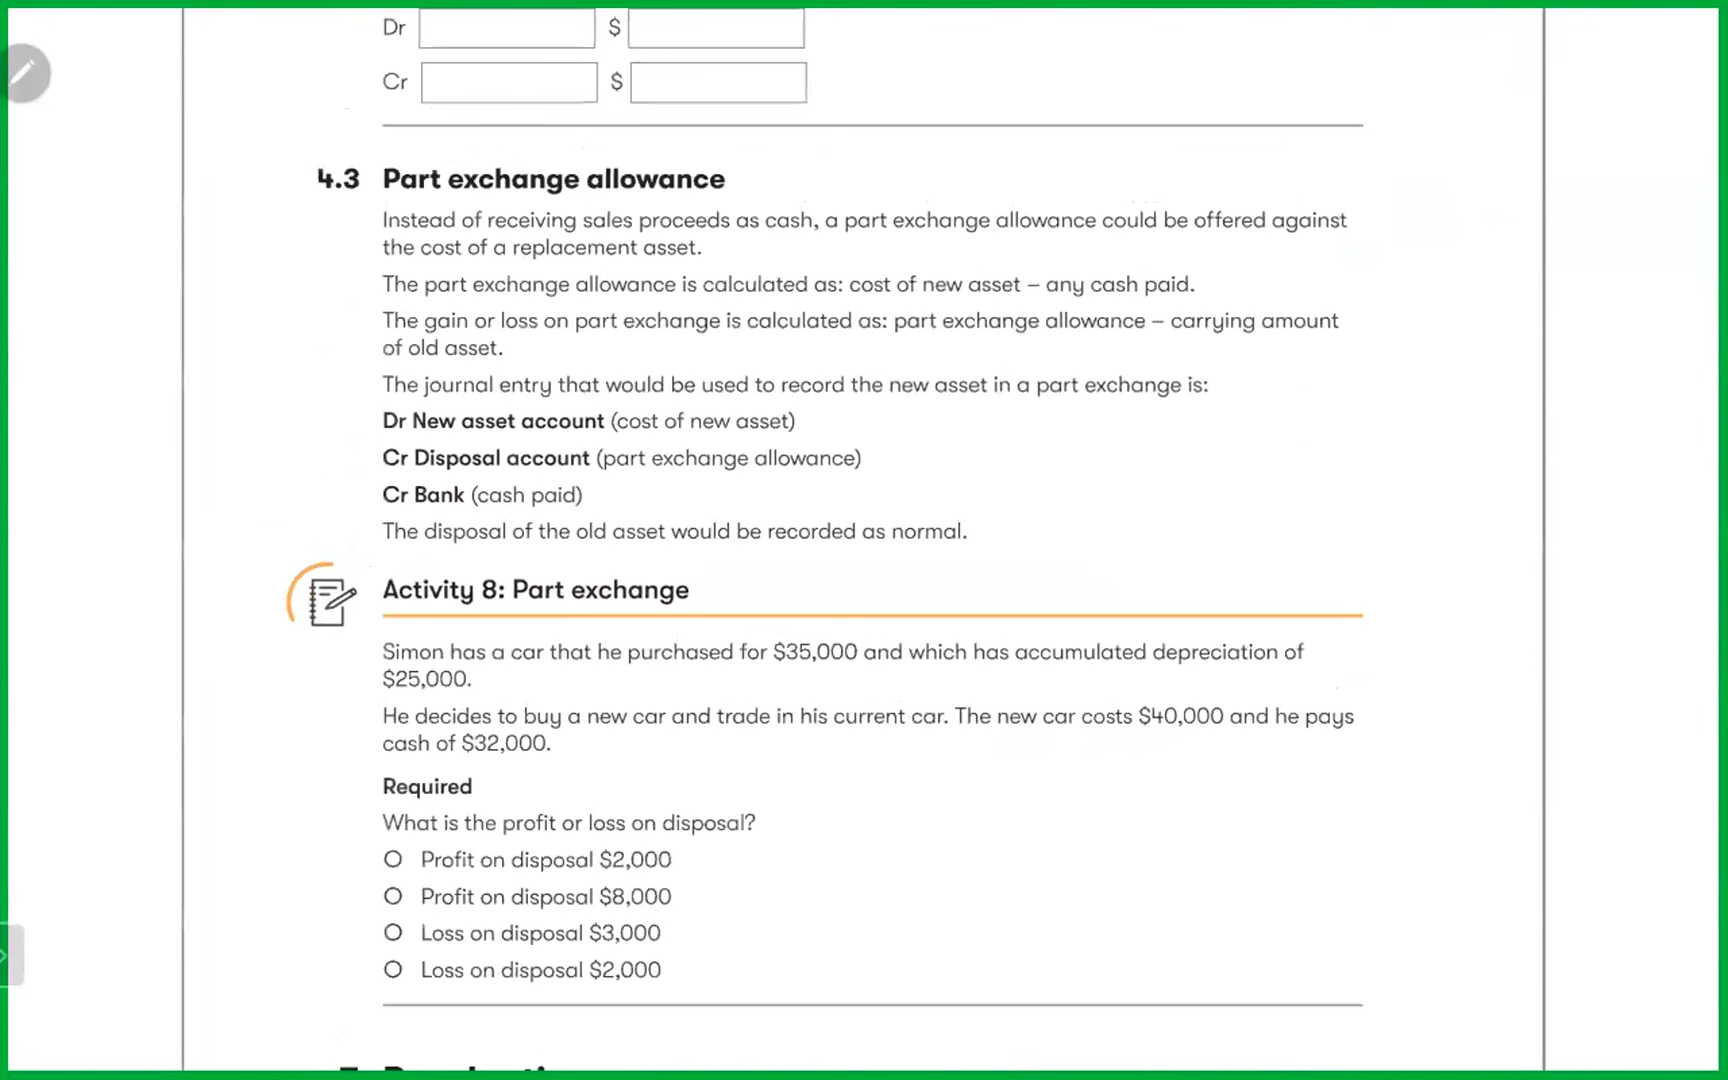 Dr $
Cr $
4.3 Part exchange allowance
Instead of receiving sales proceeds as cash, a part exchange allowance could be offered against
the cost of a replacement asset.
The part exchange allowance is calculated as: cost of new asset – any cash paid.
The gain or loss on part exchange is calculated as: part exchange allowance – carrying amount
of old asset.
The journal entry that would be used to record the new asset in a part exchange is:
Dr New asset account (cost of new asset)
Cr Disposal account (part exchange allowance)
Cr Bank (cash paid)
The disposal of the old asset would be recorded as normal.
Activity 8: Part exchange
Simon has a car that he purchased for $35,000 and which has accumulated depreciation of
$25,000.
He decides to buy a new car and trade in his current car. The new car costs $40,000 and he pays
cash of $32,000.
Required
What is the profit or loss on disposal?
Profit on disposal $2,000
Profit on disposal $8,000
Loss on disposal $3,000
Loss on disposal $2,000